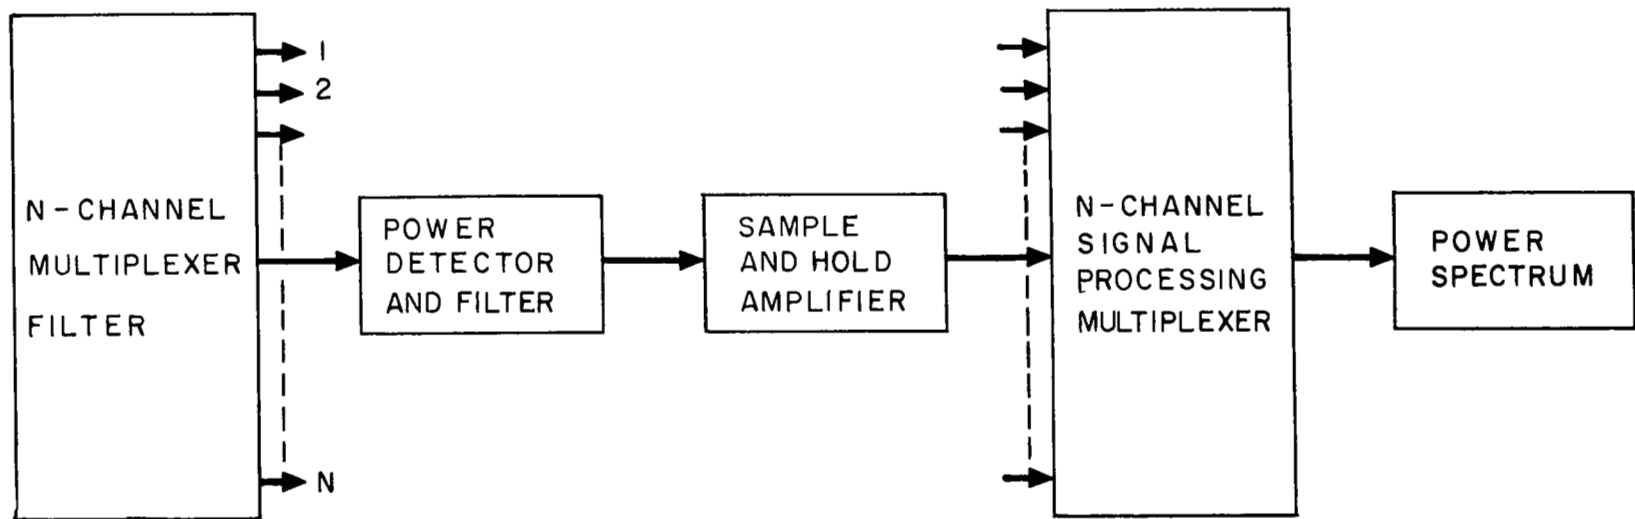 N-CHANNEL
MULTIPLEXER
FILTER
1
2
N
POWER
DETECTOR
AND FILTER
SAMPLE
AND HOLD
AMPLIFIER
N-CHANNEL
SIGNAL
PROCESSING
MULTIPLEXER
POWER
SPECTRUM